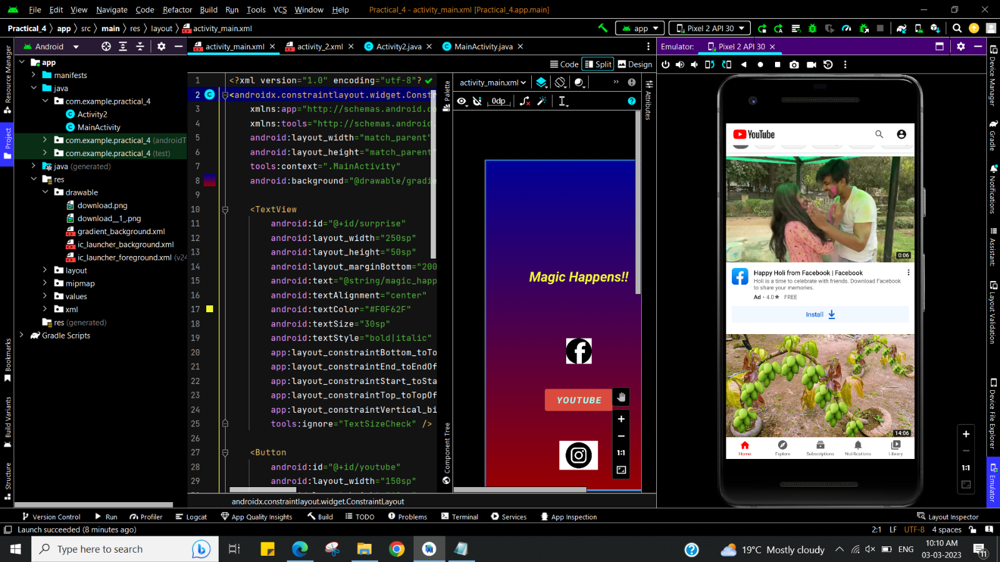 File Edit View Navigate Code Refactor Build Run Tools VCS Window Help Practical_4 - activity_main.xml [Practical_4.app.main]
Practical_4 app src main res layout activity_main.xml app Pixel 2 API 30
Android activity_main.xml activity_2.xml Activity2.java MainActivity.java Emulator: Pixel 2 API 30
Code Split Design
app
manifests
java
com.example.practical_4
Activity2
MainActivity
com.example.practical_4 (androidT
com.example.practical_4 (test)
java (generated)
res
drawable
download.png
download__1_.png
gradient_background.xml
ic_launcher_background.xml
ic_launcher_foreground.xml (v24
layout
mipmap
values
xml
res (generated)
Gradle Scripts
Resource Manager
Project
Bookmarks
Build Variants
Structure
1 <?xml version="1.0" encoding="utf-8"?
2 <androidx.constraintlayout.widget.Const
3 xmlns:app="http://schemas.android.co
4 xmlns:tools="http://schemas.android.
5 android:layout_width="match_parent"
6 android:layout_height="match_parent"
7 tools:context=".MainActivity"
8 android:background="@drawable/gradie
9
10 <TextView
11 android:id="@+id/surprise"
12 android:layout_width="250sp"
13 android:layout_height="50sp"
14 android:layout_marginBottom="200
15 android:text="@string/magic_happ
16 android:textAlignment="center"
17 android:textColor="#F0F62F"
18 android:textSize="30sp"
19 android:textStyle="bold|italic"
20 app:layout_constraintBottom_toTo
21 app:layout_constraintEnd_toEndOf
22 app:layout_constraintStart_toSta
23 app:layout_constraintTop_toTopOf
24 app:layout_constraintVertical_bi
25 tools:ignore="TextSizeCheck" />
26
27 <Button
28 android:id="@+id/youtube"
29 android:layout_width="150sp"
androidx.constraintlayout.widget.ConstraintLayout
Palette
Component Tree
activity_main.xml
0dp
Attributes
Magic Happens!!
YOUTUBE
1:1
YouTube
0:06
Happy Holi from Facebook | Facebook
Holi is a time to celebrate with friends. Download Facebook
to share your memories.
Ad • 4.0★ FREE
Install
14:06
Home Explore Subscriptions Notifications Library
1:1
Device Manager
Gradle
Notifications
Assistant:
Layout Validation
Device File Explorer
Emulator
Version Control Run Profiler Logcat App Quality Insights Build TODO Problems Terminal Services App Inspection Layout Inspector
Launch succeeded (8 minutes ago) 2:1 LF UTF-8 4 spaces
Type here to search 19°C Mostly cloudy ENG 10:10 AM
03-03-2023 11